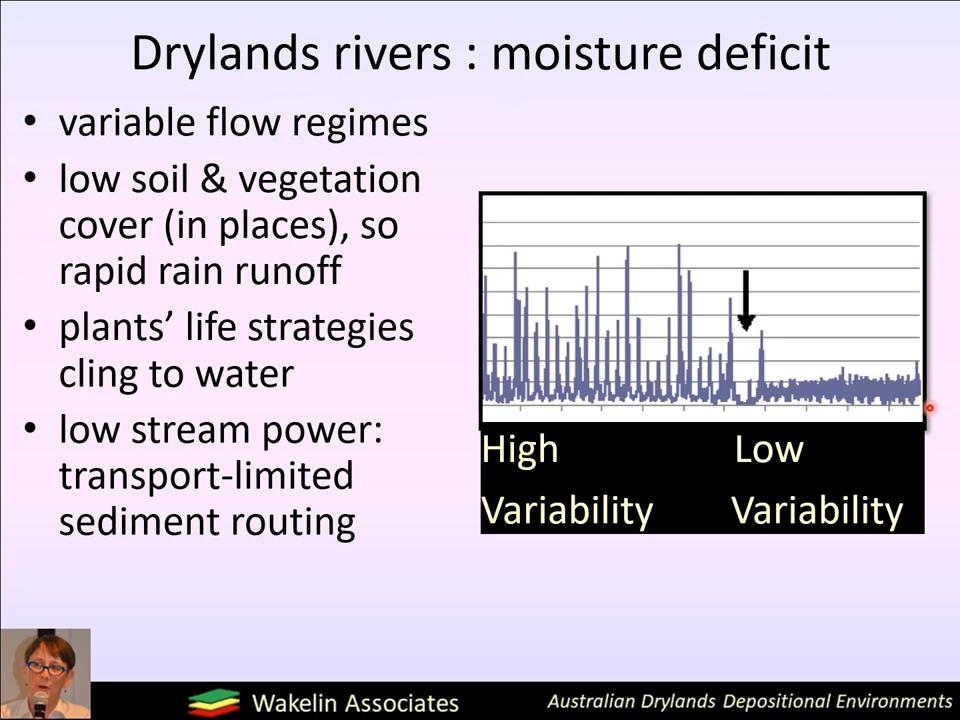 Drylands rivers : moisture deficit
• variable flow regimes
• low soil & vegetation
cover (in places), so
rapid rain runoff
• plants’ life strategies
cling to water
• low stream power:
transport-limited
sediment routing
High Low
Variability Variability
Wakelin Associates
Australian Drylands Depositional Environments